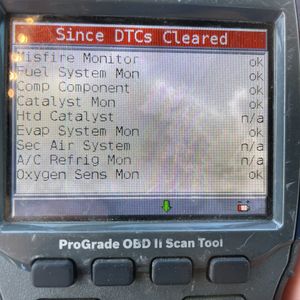 Since DTCs Cleared
Misfire Monitor ok
Fuel System Mon ok
Comp Component ok
Catalyst Mon ok
Htd Catalyst n/a
Evap System Mon ok
Sec Air System n/a
A/C Refrig Mon n/a
Oxygen Sens Mon ok
ProGrade OBD II Scan Tool